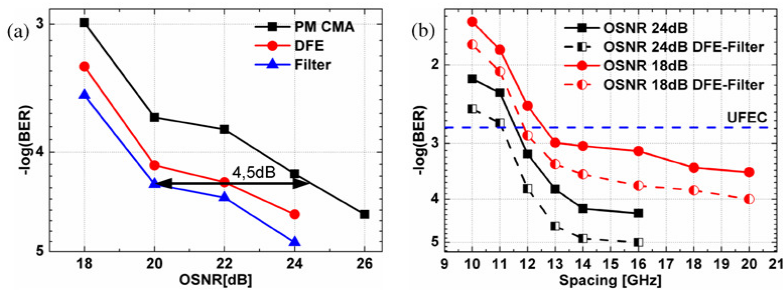 (a)
3
4
5
-log(BER)
PM CMA
DFE
Filter
4,5dB
18 20 22 24 26
OSNR[dB]
(b)
2
3
4
5
-log(BER)
OSNR 24dB
OSNR 24dB DFE-Filter
OSNR 18dB
OSNR 18dB DFE-Filter
UFEC
9 10 11 12 13 14 15 16 17 18 19 20 21
Spacing [GHz]